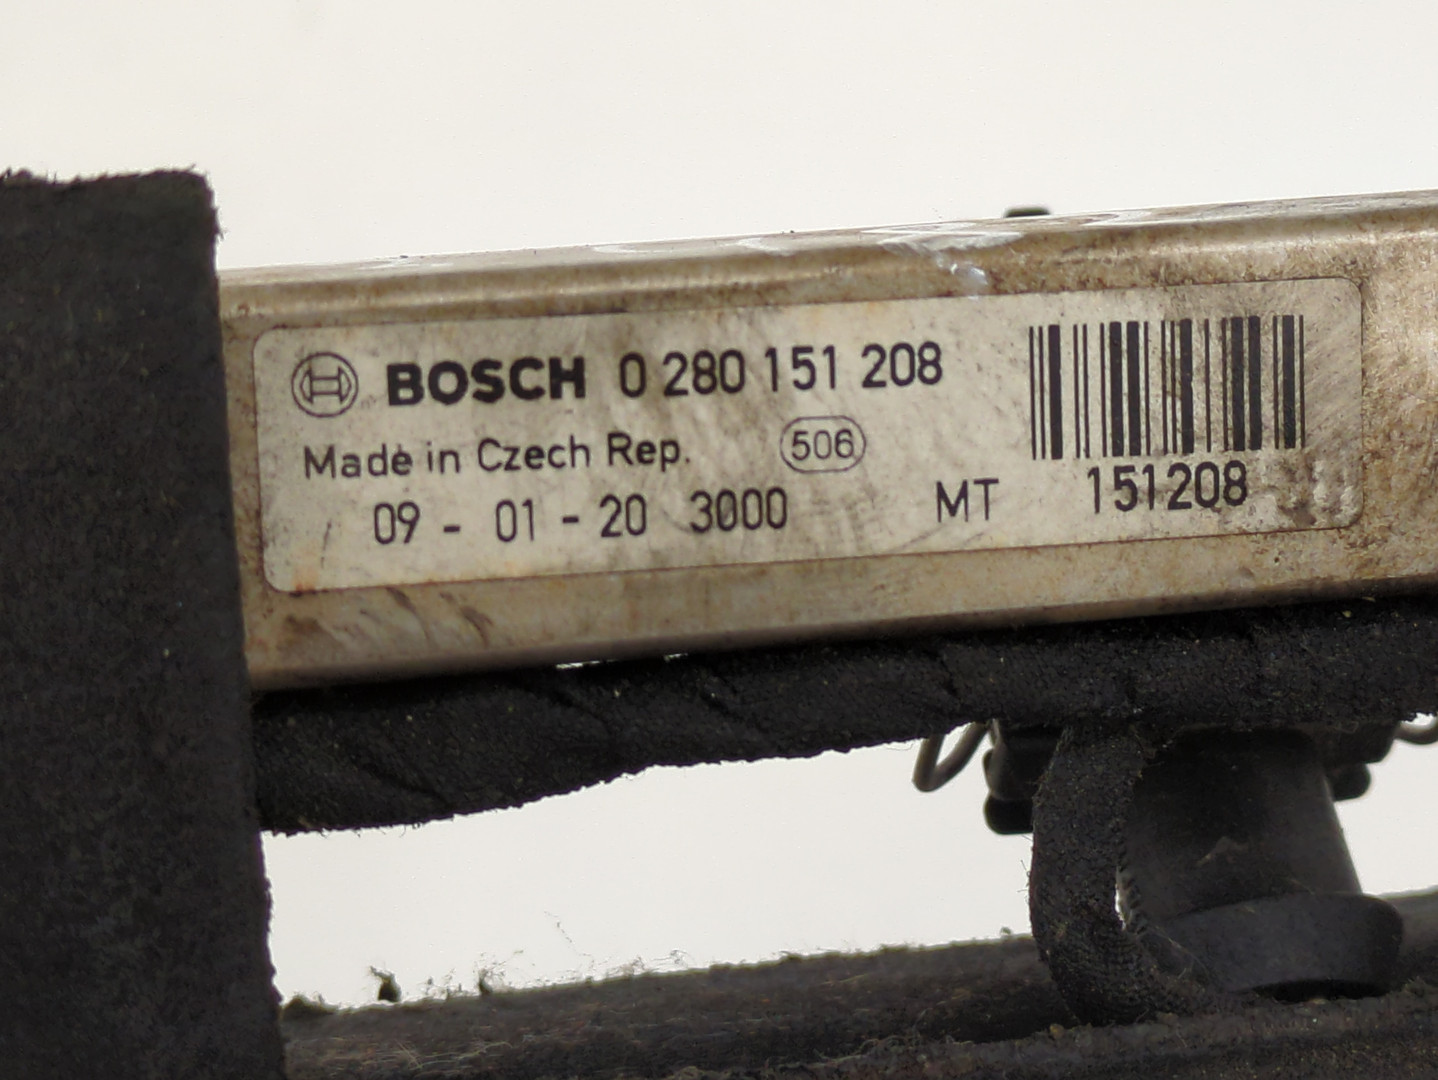 BOSCH 0 280 151 208
Made in Czech Rep. 506
09 - 01 - 20 3000 MT 151208